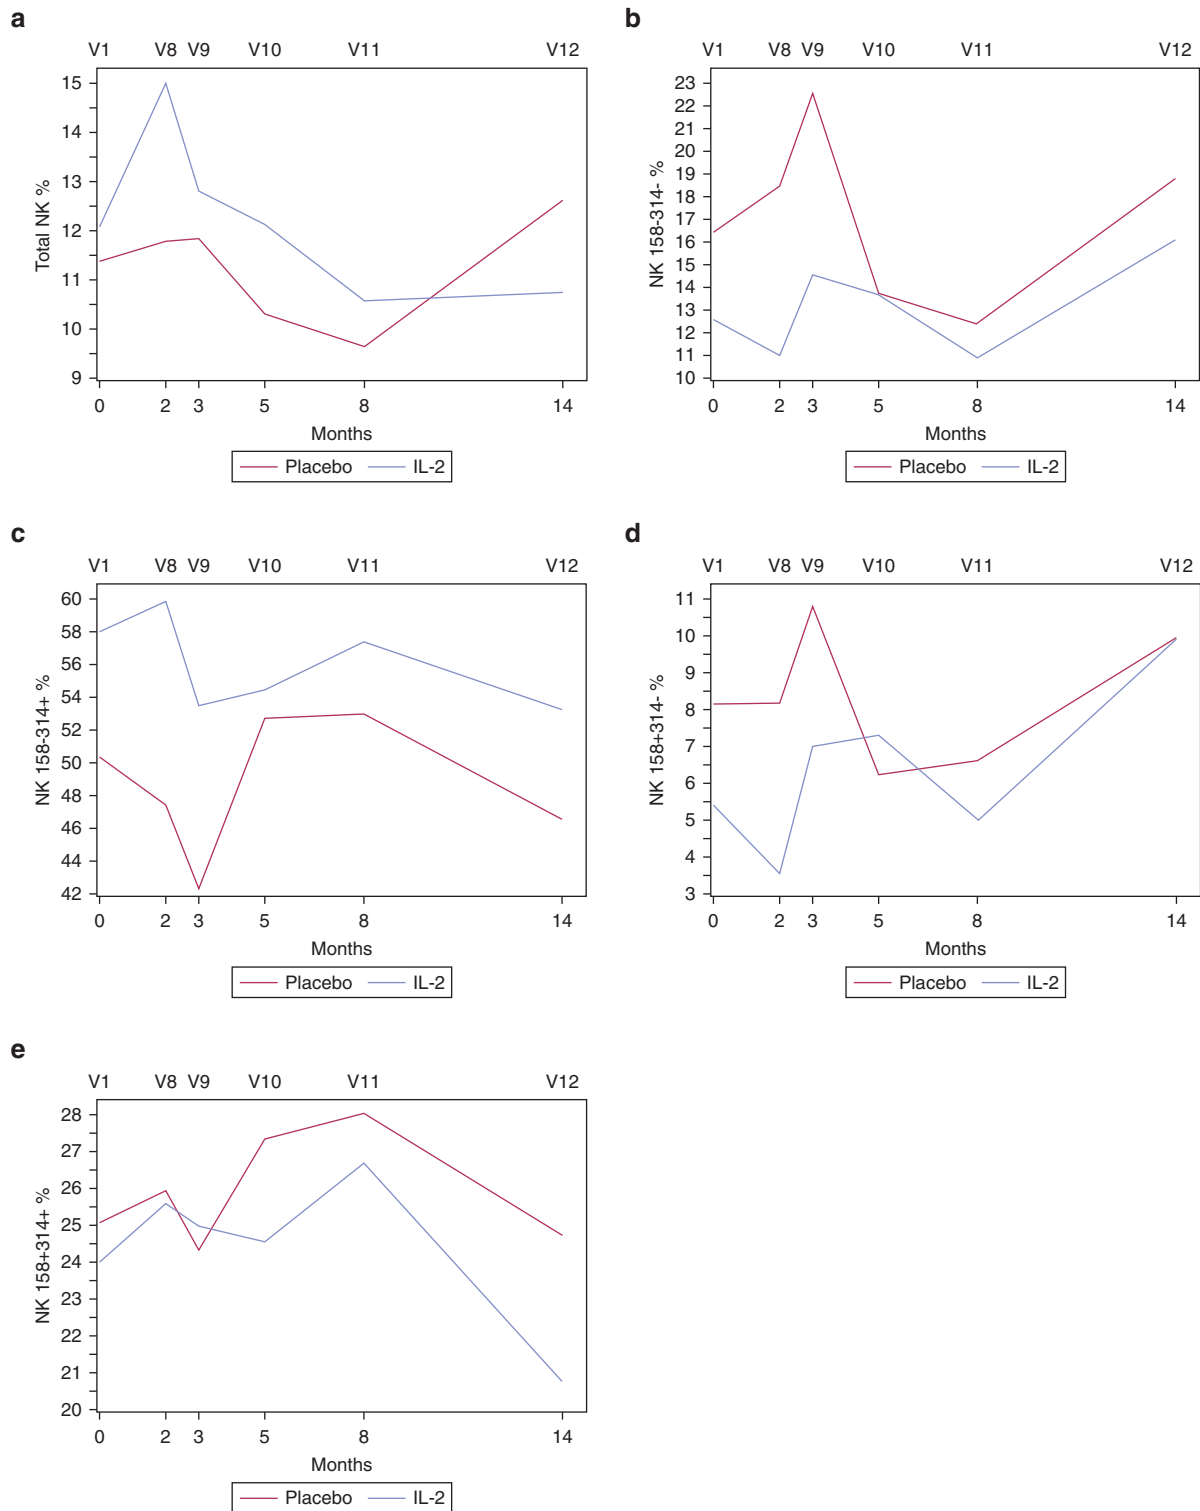 a
V1 V8 V9 V10 V11 V12
15
14
13
12
11
10
9
Total NK %
0 2 3 5 8 14
Months
Placebo IL-2
b
V1 V8 V9 V10 V11 V12
23
22
21
20
19
18
17
16
15
14
13
12
11
10
NK 158-314- %
0 2 3 5 8 14
Months
Placebo IL-2
c
V1 V8 V9 V10 V11 V12
60
58
56
54
52
50
48
46
44
42
NK 158-314+ %
0 2 3 5 8 14
Months
Placebo IL-2
d
V1 V8 V9 V10 V11 V12
11
10
9
8
7
6
5
4
3
NK 158+314- %
0 2 3 5 8 14
Months
Placebo IL-2
e
V1 V8 V9 V10 V11 V12
28
27
26
25
24
23
22
21
20
NK 158+314+ %
0 2 3 5 8 14
Months
Placebo IL-2